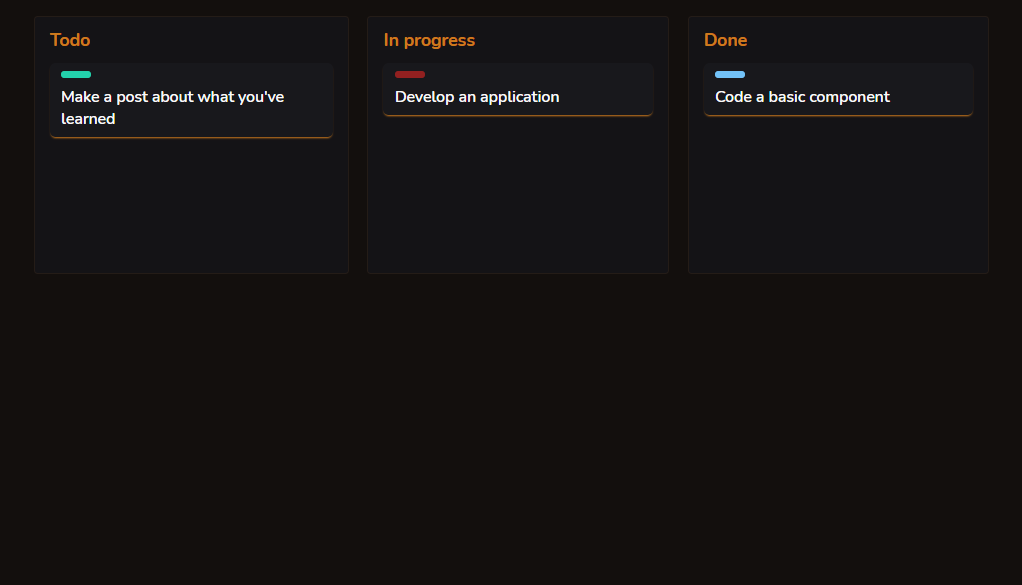 Todo
Make a post about what you've
learned
In progress
Develop an application
Done
Code a basic component